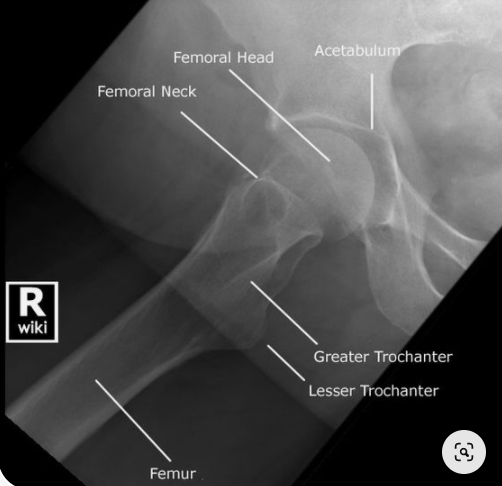 Femoral Head
Acetabulum
Femoral Neck
R
wiki
Greater Trochanter
Lesser Trochanter
Femur